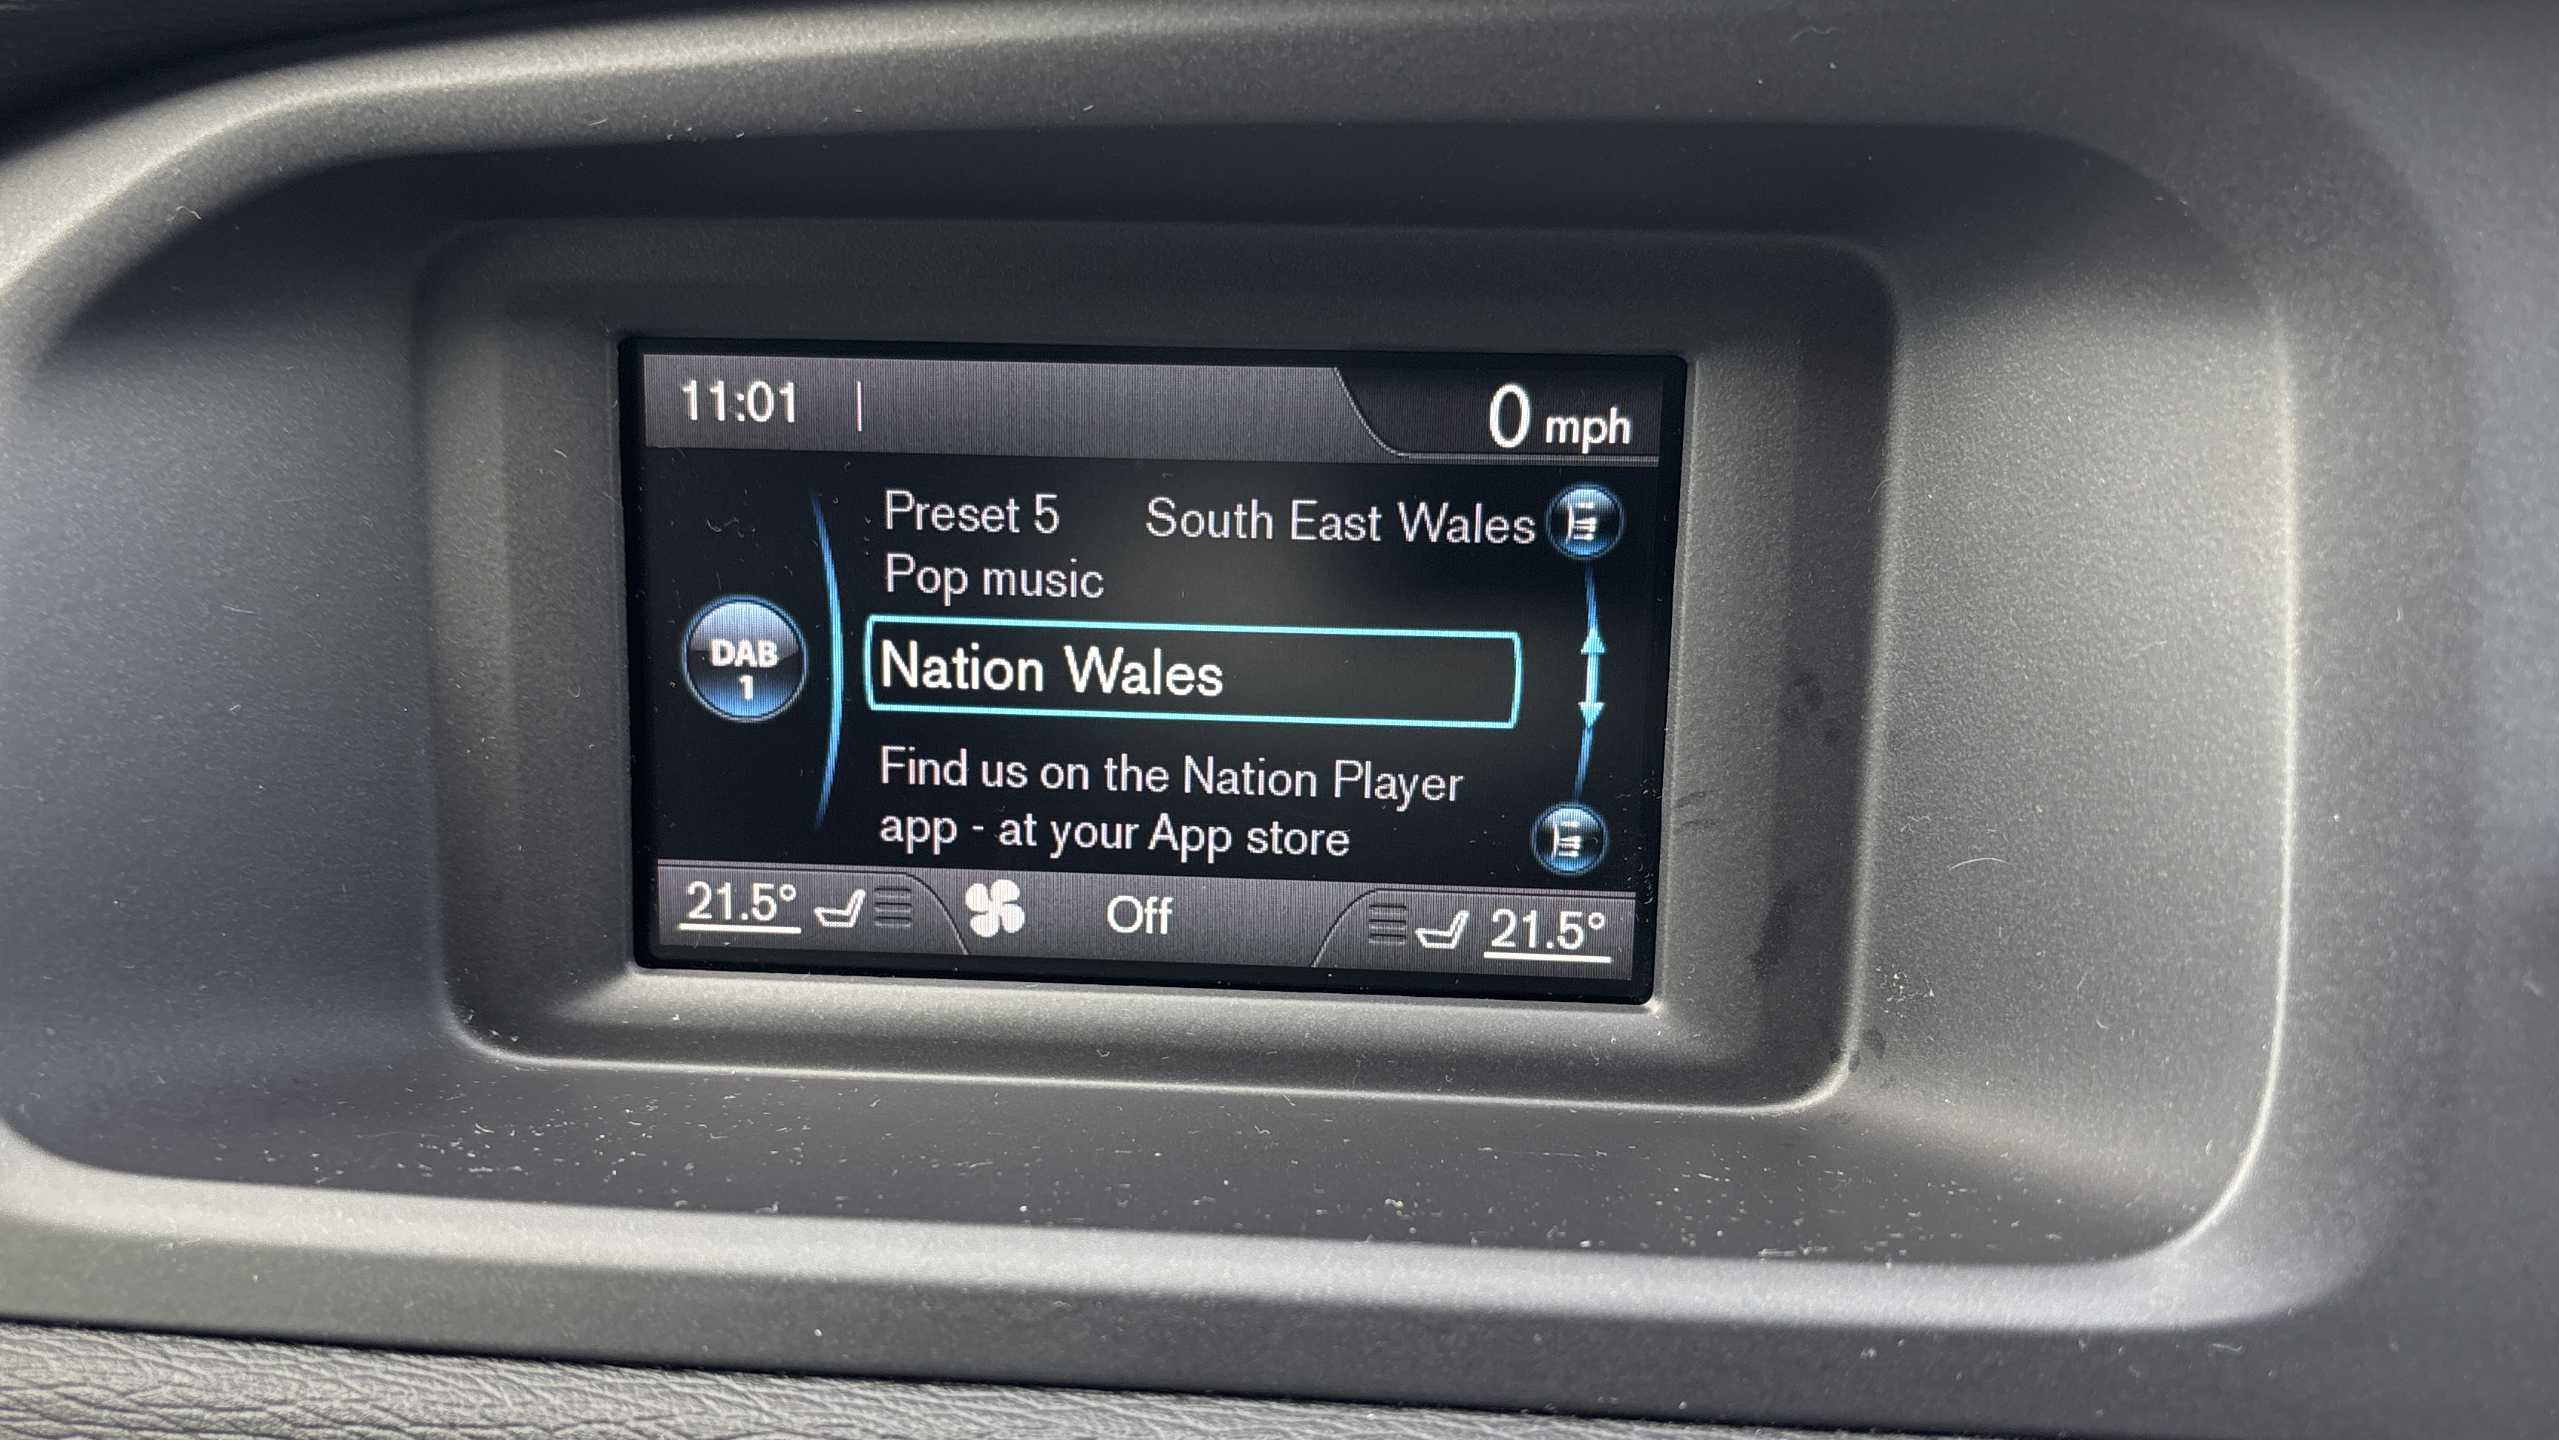 11:01
0 mph
Preset 5 South East Wales
Pop music
DAB
1
Nation Wales
Find us on the Nation Player
app - at your App store
21.5° Off 21.5°